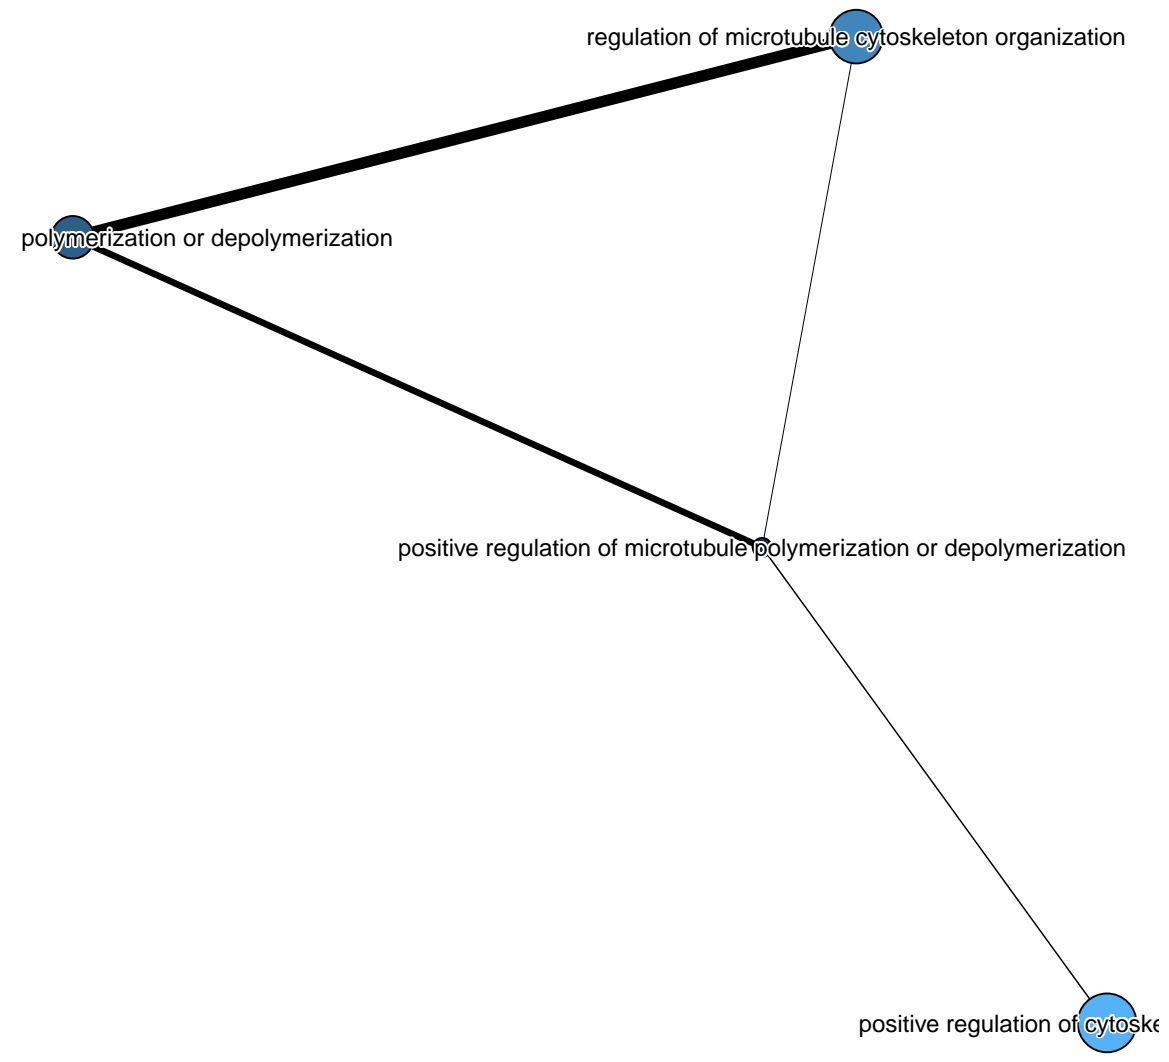 regulation of microtubule cytoskeleton organization
polymerization or depolymerization
positive regulation of microtubule polymerization or depolymerization
positive regulation of cytoske